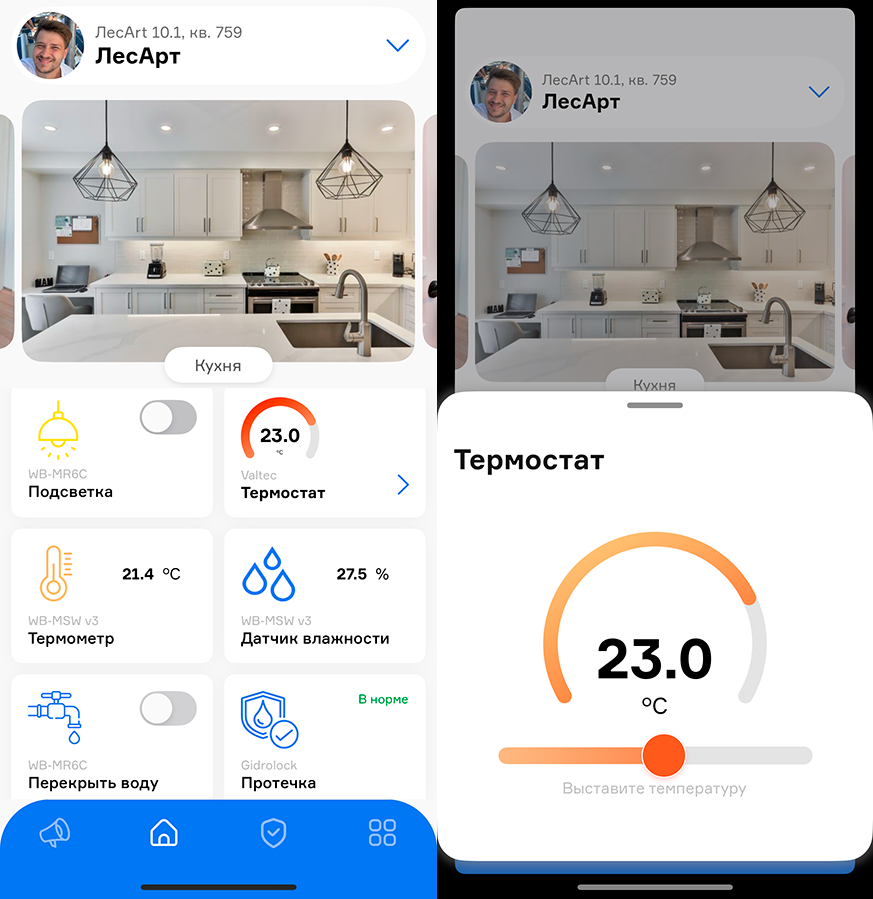 ЛесArt 10.1, кв. 759
ЛесАрт
Кухня
23.0
°C
WB-MR6C
Подсветка
Valtec
Термостат
21.4 °C
WB-MSW v3
Термометр
27.5 %
WB-MSW v3
Датчик влажности
WB-MR6C
Перекрыть воду
В норме
Gidrolock
Протечка
ЛесArt 10.1, кв. 759
ЛесАрт
Кухня
Термостат
23.0
°C
Выставите температуру